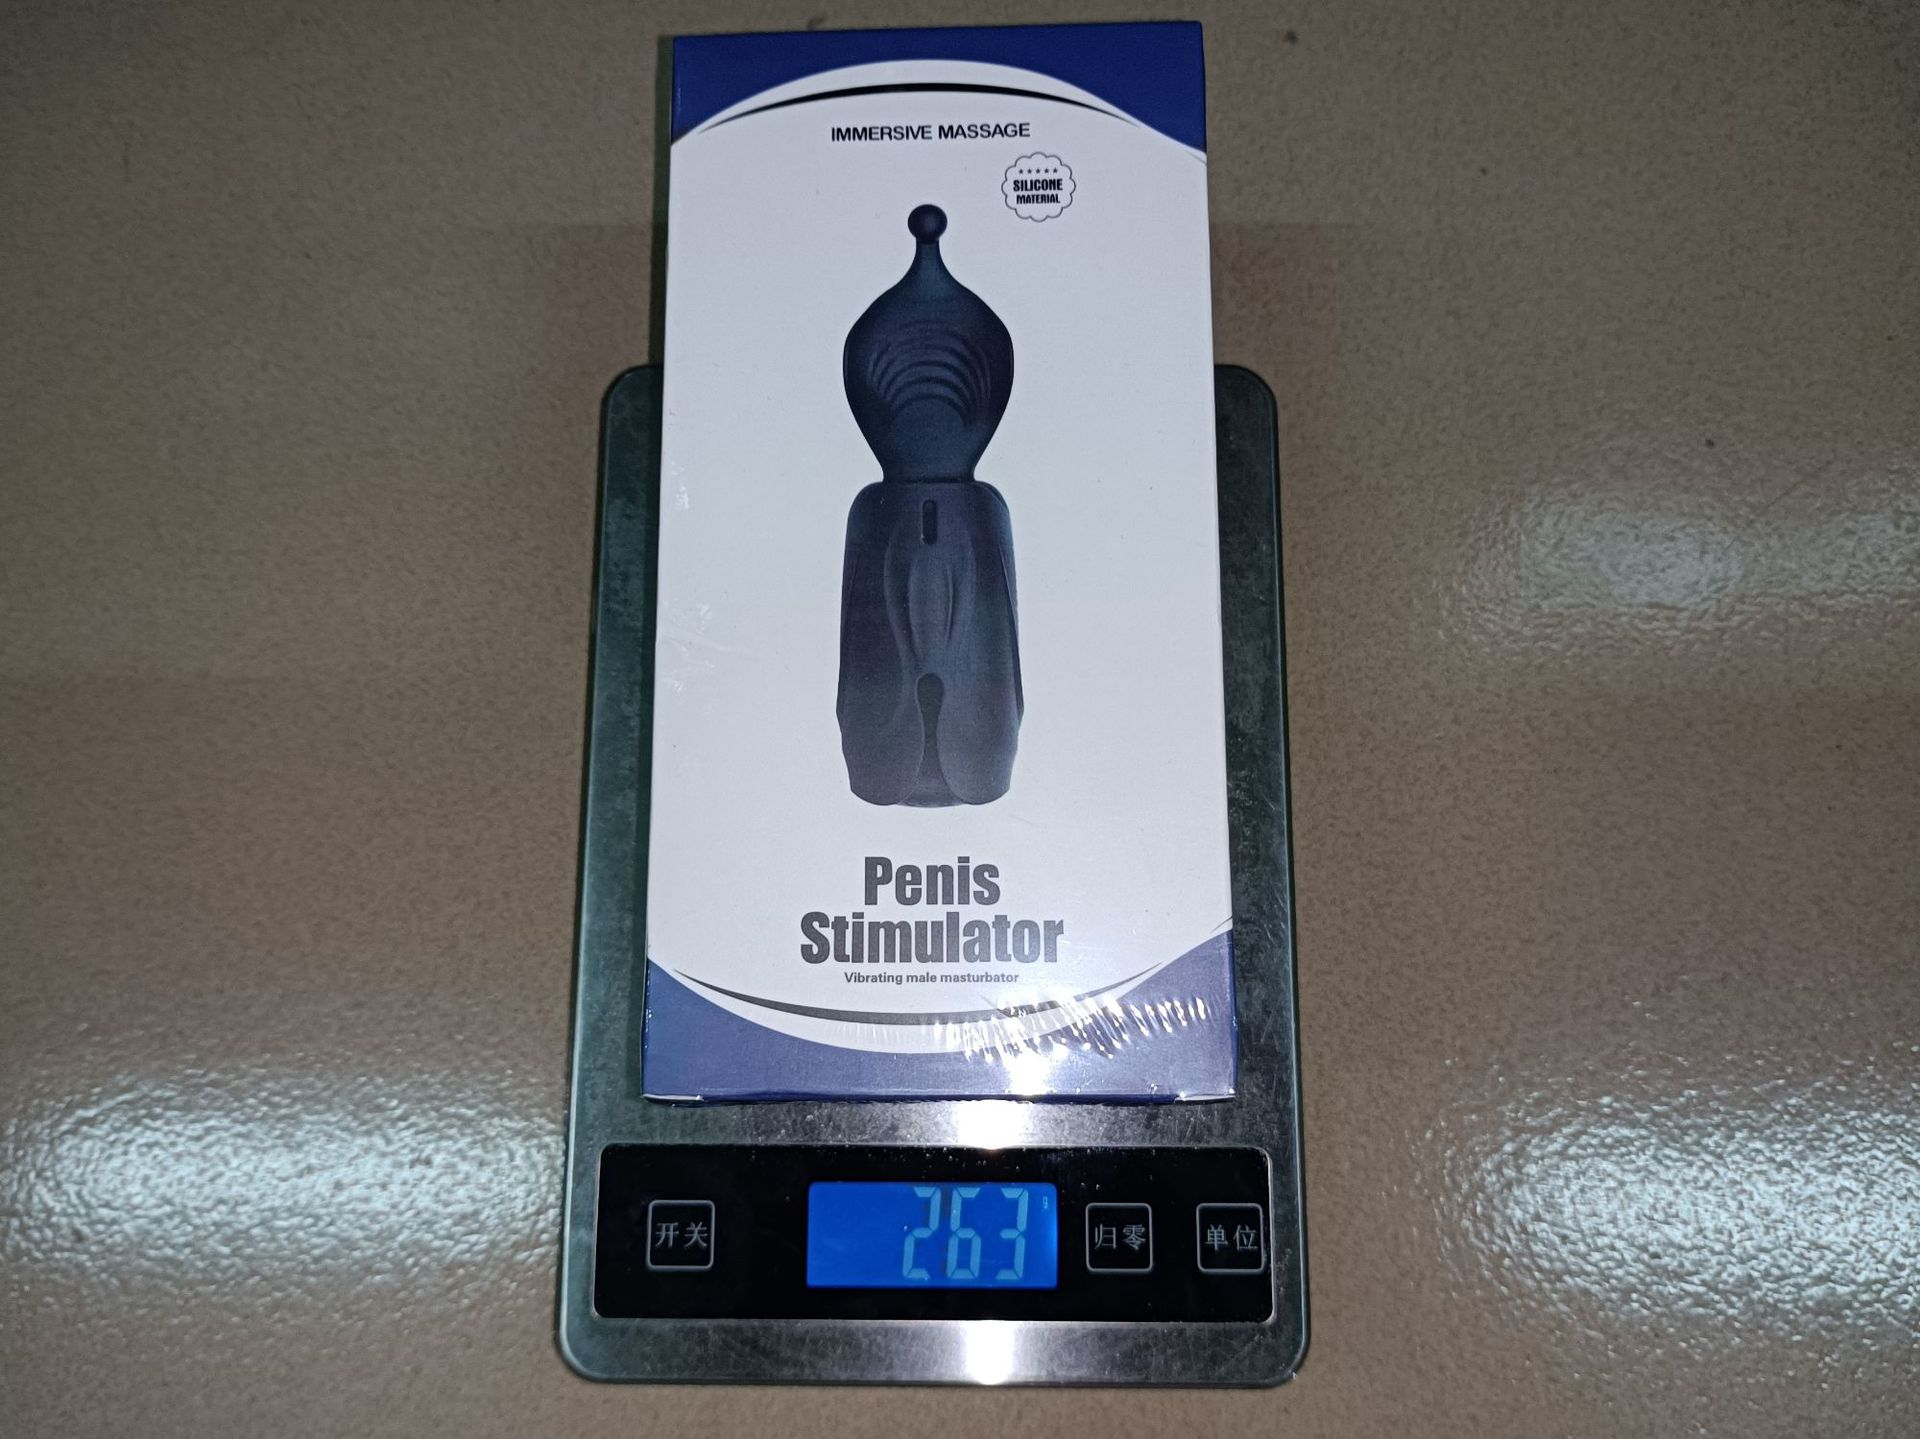 IMMERSIVE MASSAGE
★★★★★
SILICONE
MATERIAL
Penis
Stimulator
Vibrating male masturbator
开关
263 g
归零
单位